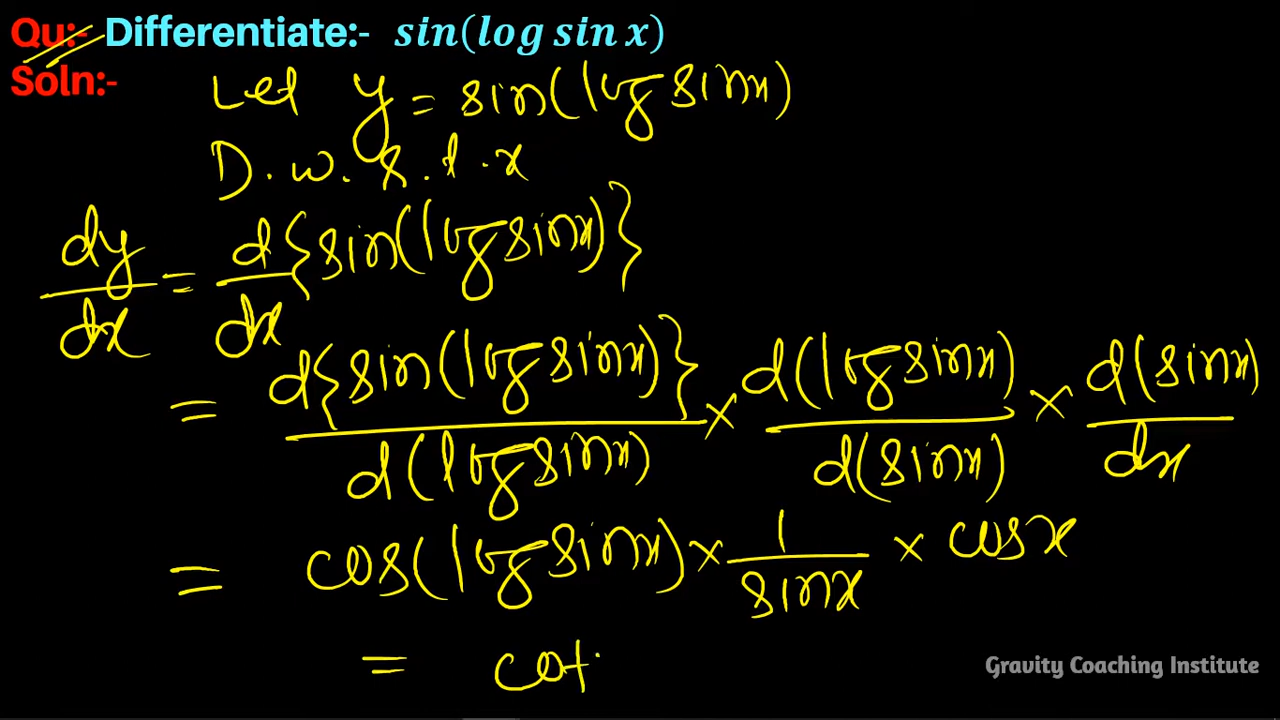 Qu:- Differentiate:- sin(log sin x)
Soln:-
Let y = sin(log sinx)
D. w. r. t. x
dy/dx = d/dx {sin(log sinx)}
= d{sin(log sinx)}/d(log sinx) × d(log sinx)/d(sinx) × d(sinx)/dx
= cos(log sinx) × 1/sinx × cosx
= cot
Gravity Coaching Institute